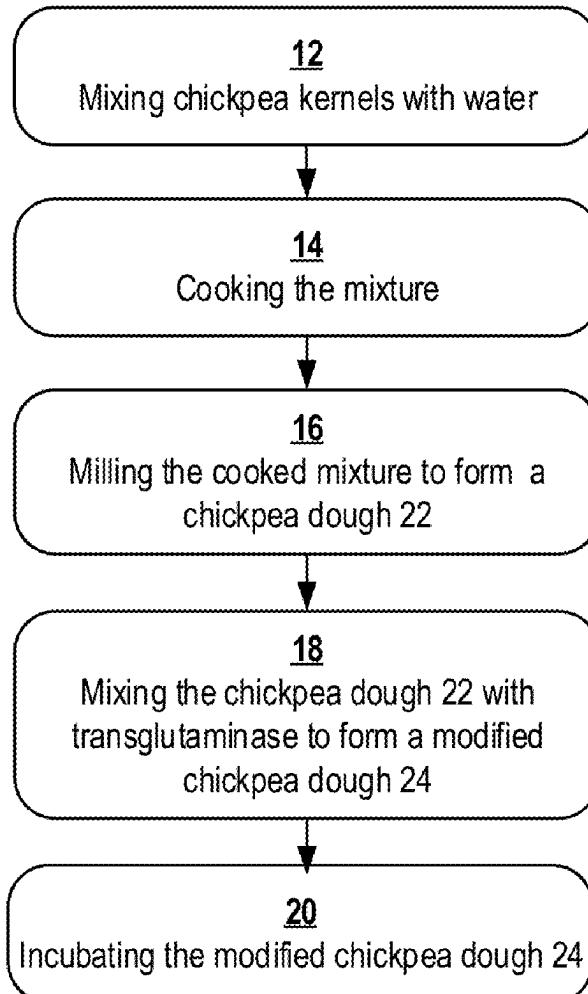 12
Mixing chickpea kernels with water
14
Cooking the mixture
16
Milling the cooked mixture to form a
chickpea dough 22
18
Mixing the chickpea dough 22 with
transglutaminase to form a modified
chickpea dough 24
20
Incubating the modified chickpea dough 24